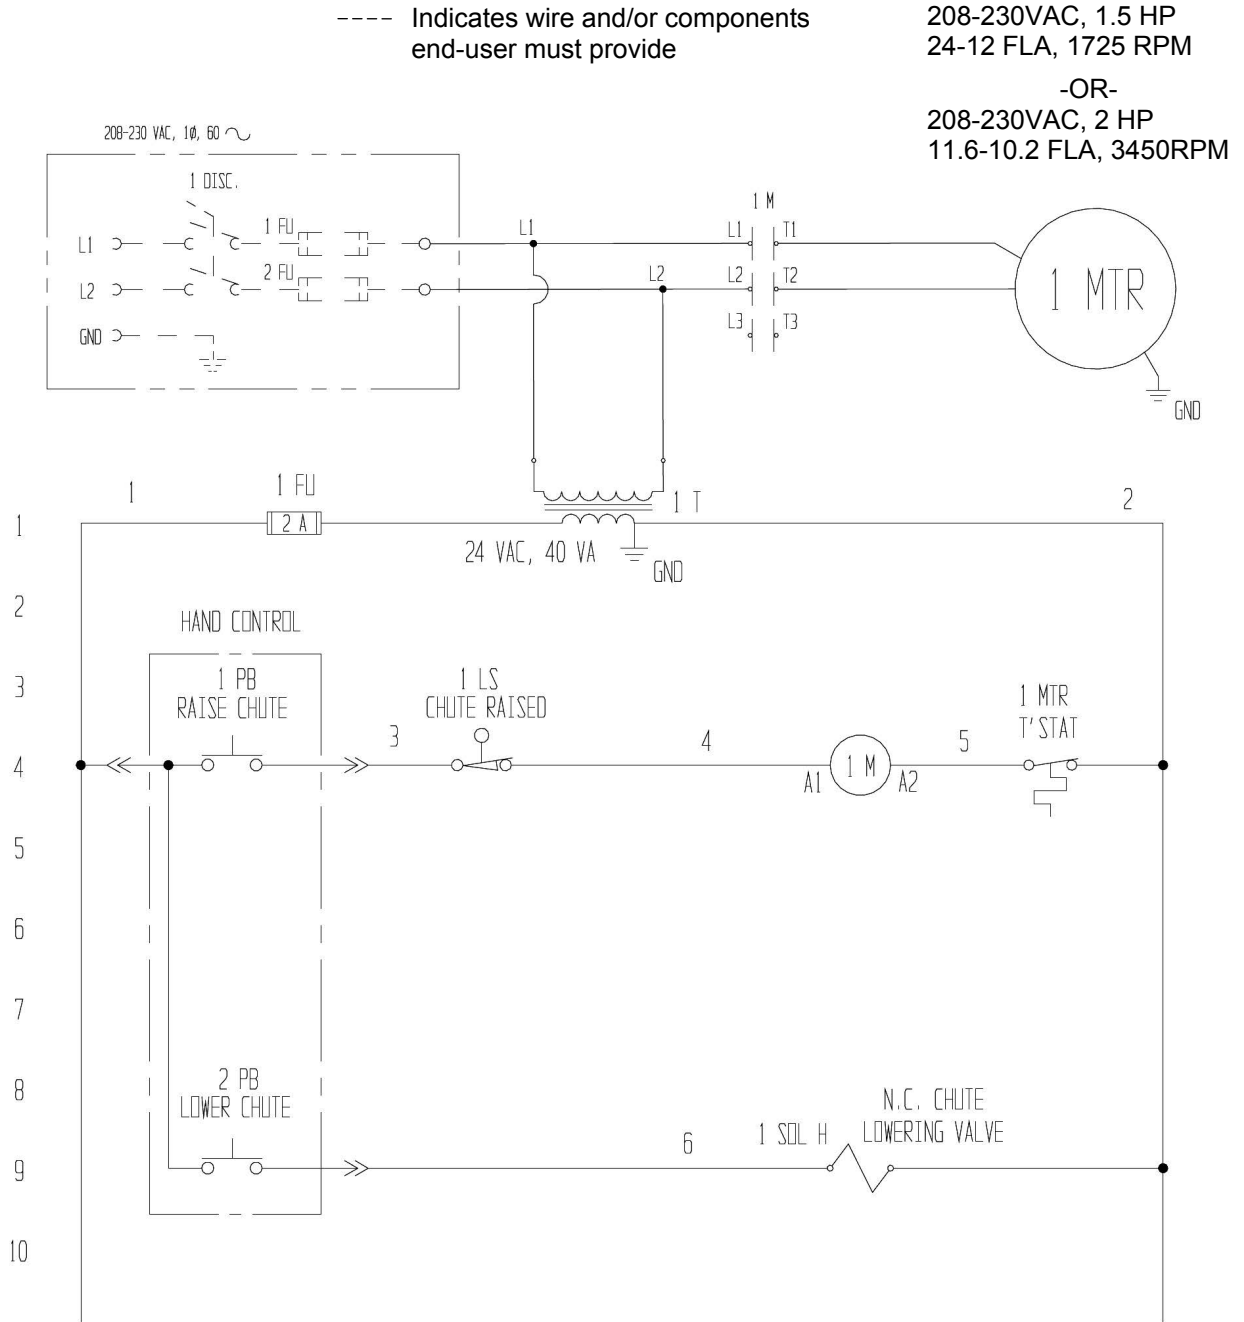 ---- Indicates wire and/or components
end-user must provide
208-230VAC, 1.5 HP
24-12 FLA, 1725 RPM
-OR-
208-230VAC, 2 HP
11.6-10.2 FLA, 3450RPM
208-230 VAC, 1ø, 60 ∿
1 DISC.
L1
1 FU
L2
2 FU
GND
L1
L2
1 M
L1 T1
L2 T2
L3 T3
1 MTR
GND
1
1
1 FU
2 A
1 T
2
24 VAC, 40 VA
GND
2
HAND CONTROL
3
1 PB
RAISE CHUTE
1 LS
CHUTE RAISED
1 MTR
T'STAT
4
3
4
A1
1 M
A2
5
5
6
7
8
2 PB
LOWER CHUTE
N.C. CHUTE
LOWERING VALVE
1 SOL H
6
9
10